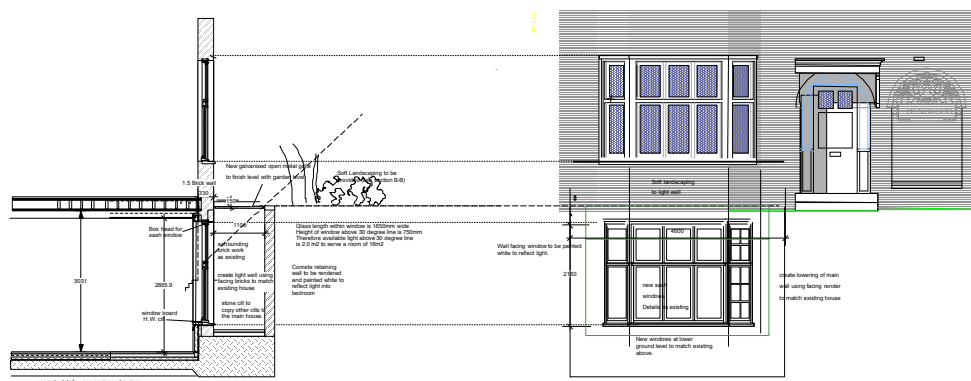 New galvanised open metal grille
to finish level with garden level
Soft Landscaping to be
1.5 Brick wall
330
150
Box head for
sash window
1100
surrounding
brick work
as existing
Glass length within window is 1650mm wide
Height of window above 30 degree line is 750mm
Therefore available light above 30 degree line
is 2.0 m2 to serve a room of 16m2
3031
2865.9
create light well using
facing bricks to match
existing house
Conrete retaining
wall to be rendered
and painted white to
reflect light into
bedroom
stone cill to
copy other cills to
the main house.
window board
H.W. cill
Soft landscaping
to light well
4600
Wall facing window to be painted
white to reflect light.
2160
new sash
windows
Details as existing
create lowering of main
wall using facing render
to match existing house
New windows at lower
ground level to match existing
above.